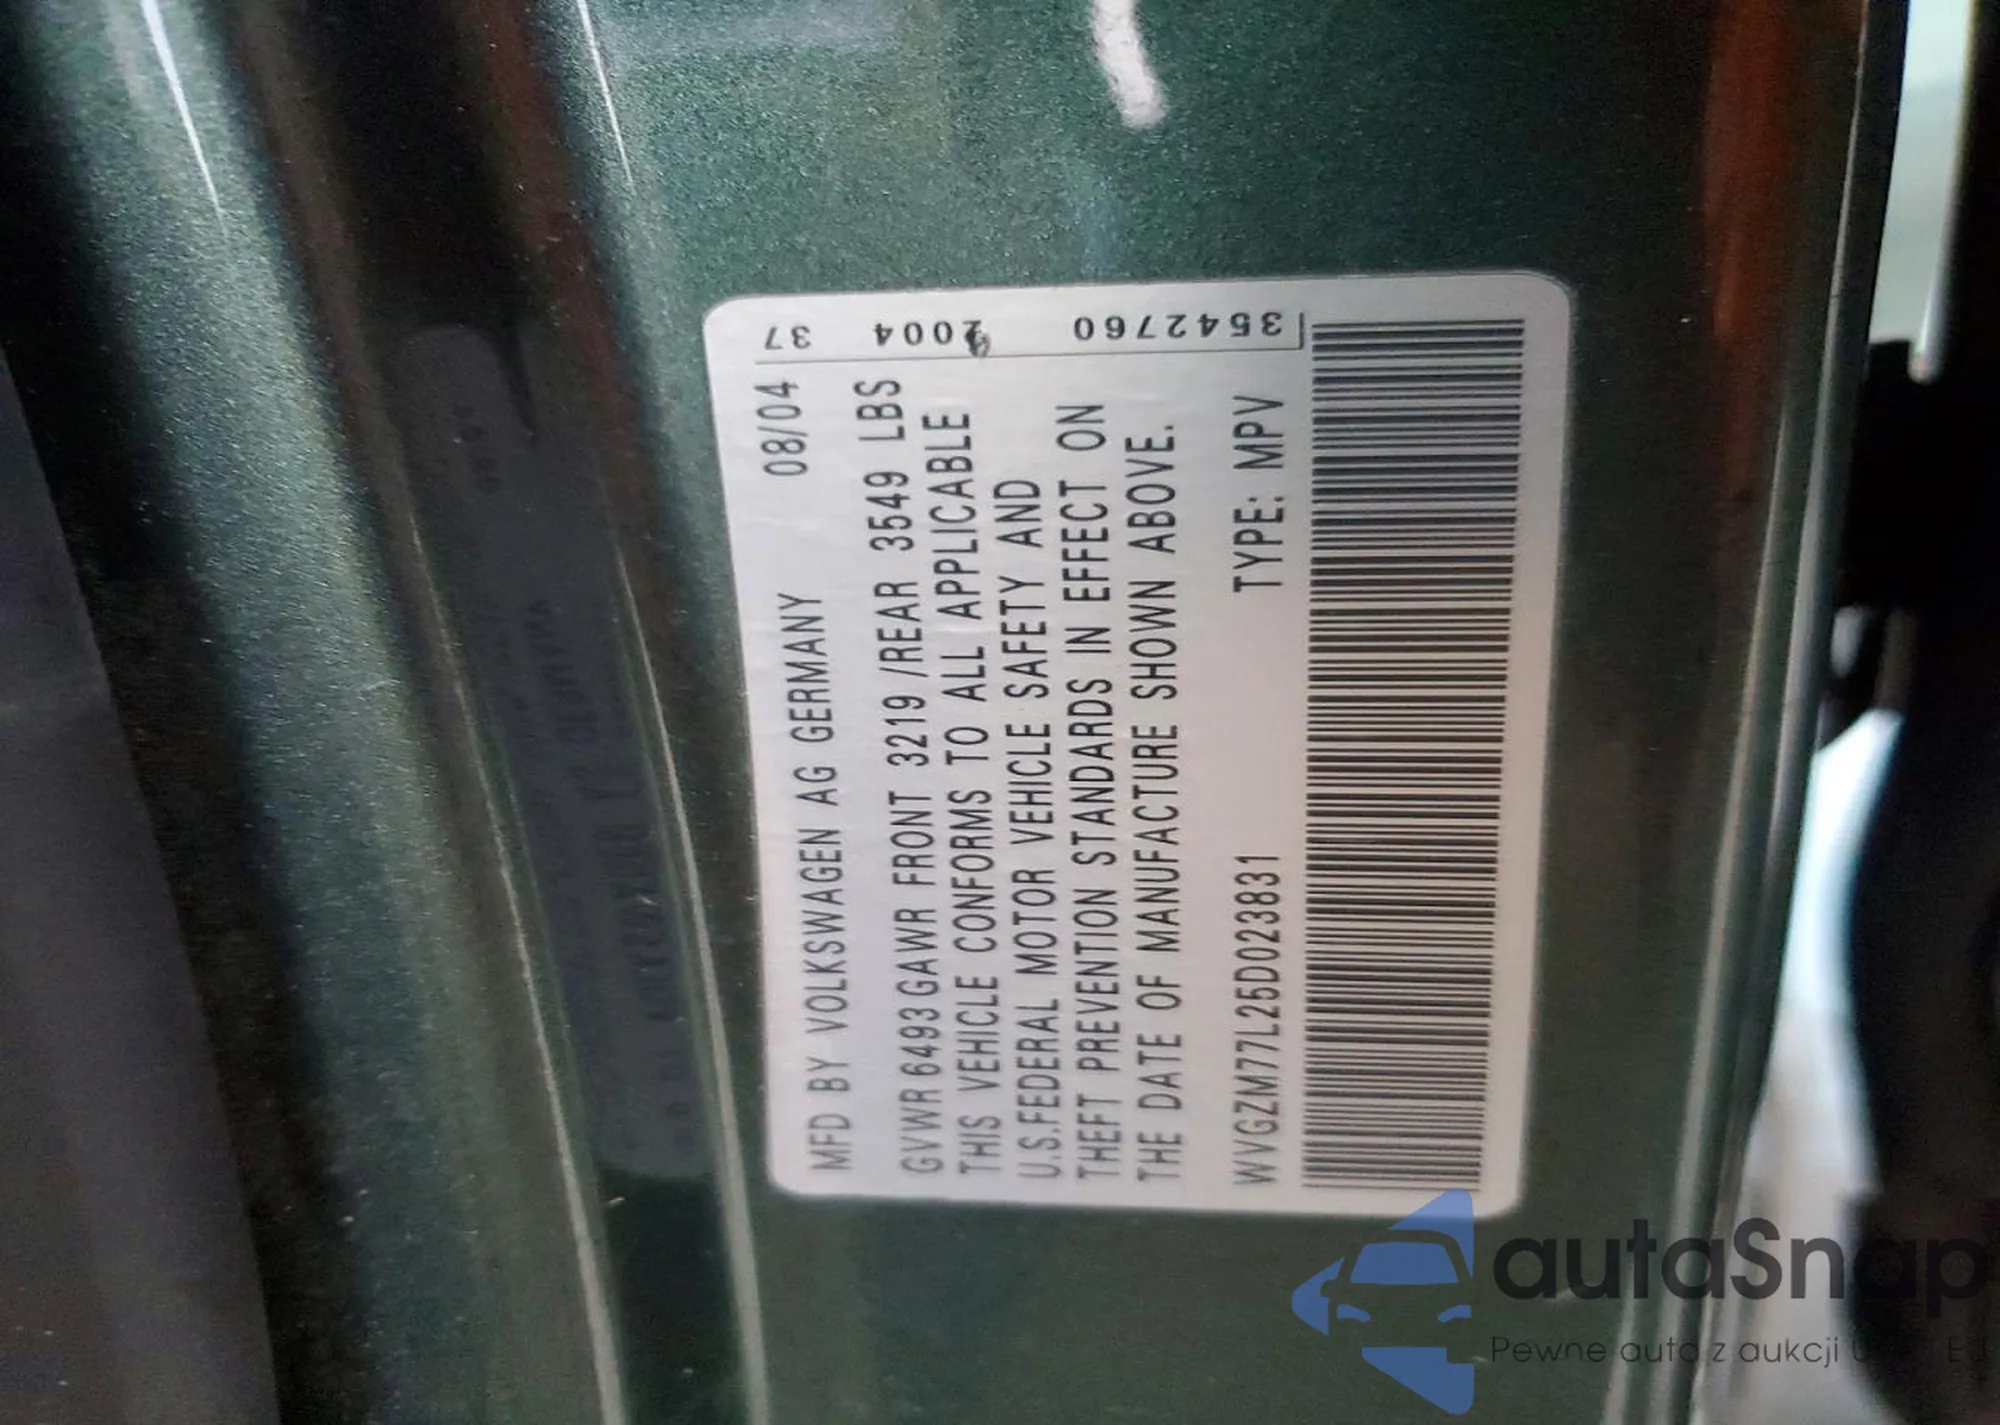 MFD BY VOLKSWAGEN AG GERMANY 08/04
GVWR 6493 GAWR FRONT 3219 /REAR 3549 LBS
THIS VEHICLE CONFORMS TO ALL APPLICABLE
U.S.FEDERAL MOTOR VEHICLE SAFETY AND
THEFT PREVENTION STANDARDS IN EFFECT ON
THE DATE OF MANUFACTURE SHOWN ABOVE.
WVGZM77L25D023831 TYPE: MPV
3542760 2004 37
autaSnap
Pewne auta z aukcji